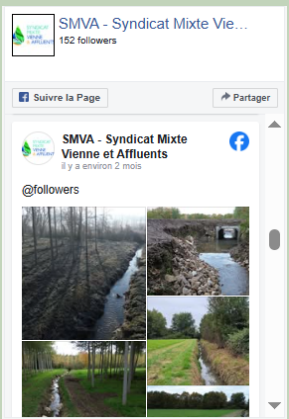 SMVA - Syndicat Mixte Vie...
152 followers
Suivre la Page
Partager
SMVA - Syndicat Mixte
Vienne et Affluents
il y a environ 2 mois
@followers